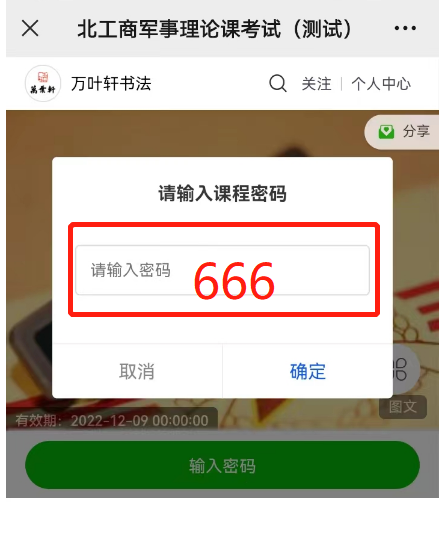 北工商军事理论课考试（测试）
萬葉軒
万叶轩书法
关注
个人中心
分享
请输入课程密码
请输入密码
666
取消
确定
图文
有效期：2022-12-09 00:00:00
输入密码